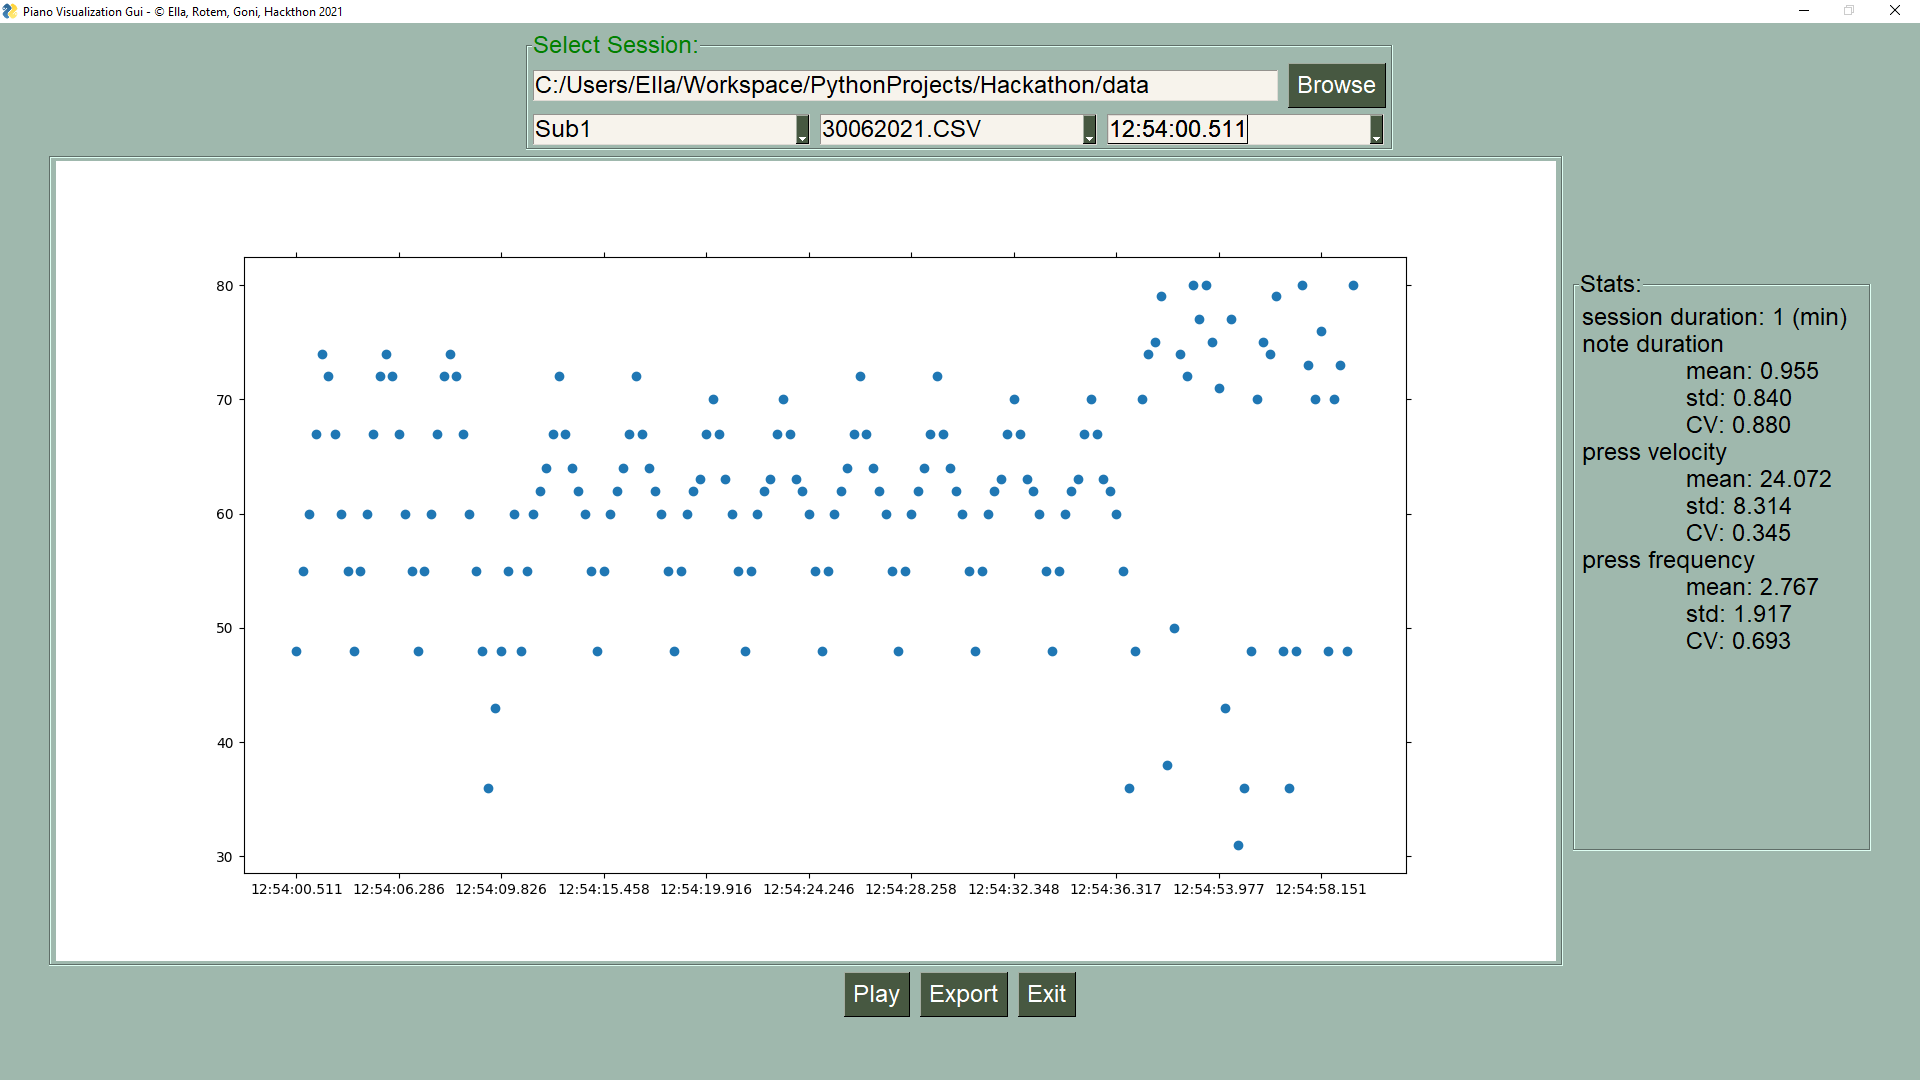 Piano Visualization Gui - © Ella, Rotem, Goni, Hackthon 2021
Select Session:
C:/Users/Ella/Workspace/PythonProjects/Hackathon/data
Browse
Sub1
30062021.CSV
12:54:00.511
80
70
60
50
40
30
12:54:00.511 12:54:06.286 12:54:09.826 12:54:15.458 12:54:19.916 12:54:24.246 12:54:28.258 12:54:32.348 12:54:36.317 12:54:53.977 12:54:58.151
Stats:
session duration: 1 (min)
note duration
mean: 0.955
std: 0.840
CV: 0.880
press velocity
mean: 24.072
std: 8.314
CV: 0.345
press frequency
mean: 2.767
std: 1.917
CV: 0.693
Play
Export
Exit